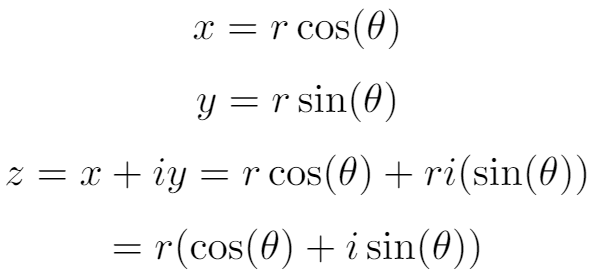 x = r cos(θ)
y = r sin(θ)
z = x + iy = r cos(θ) + ri(sin(θ))
= r(cos(θ) + i sin(θ))